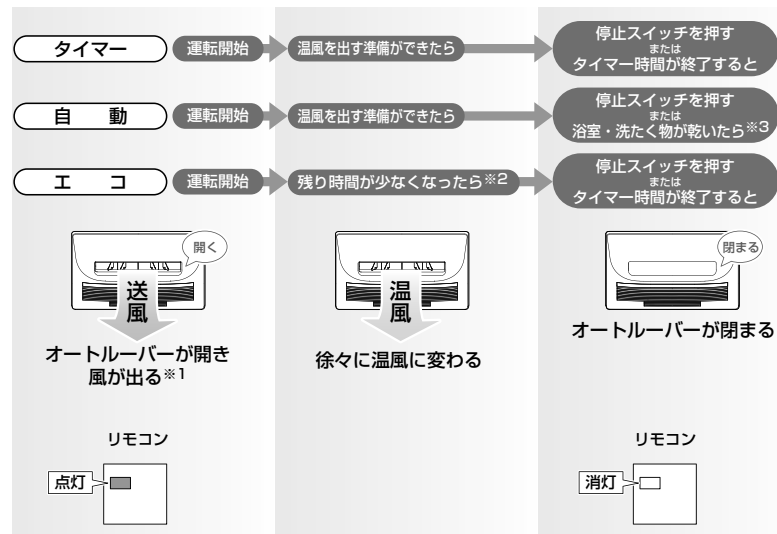 タイマー
運転開始
温風を出す準備ができたら
停止スイッチを押す
または
タイマー時間が終了すると
自 動
運転開始
温風を出す準備ができたら
停止スイッチを押す
または
浴室・洗たく物が乾いたら※3
エ コ
運転開始
残り時間が少なくなったら※2
停止スイッチを押す
または
タイマー時間が終了すると
開く
送風
オートルーバーが開き
風が出る※1
温風
徐々に温風に変わる
閉まる
オートルーバーが閉まる
リモコン
点灯
リモコン
消灯